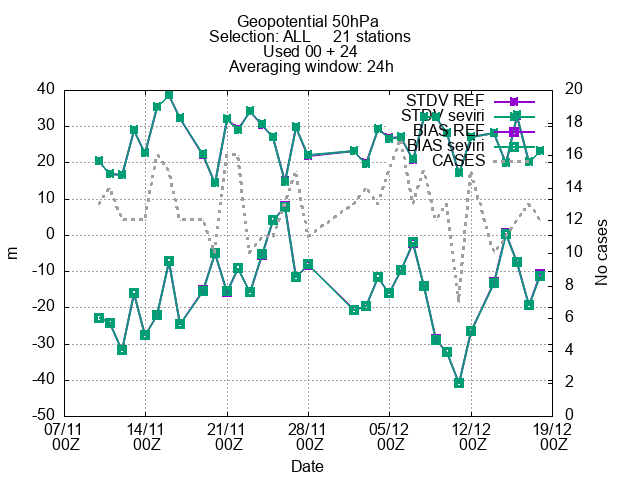 Geopotential 50hPa
Selection: ALL 21 stations
Used 00 + 24
Averaging window: 24h
40
30
20
10
0
-10
-20
-30
-40
-50
m
20
18
16
14
12
10
8
6
4
2
0
No cases
STDV REF
STDV seviri
BIAS REF
BIAS seviri
CASES
07/11 14/11 21/11 28/11 05/12 12/12 19/12
00Z 00Z 00Z 00Z 00Z 00Z 00Z
Date